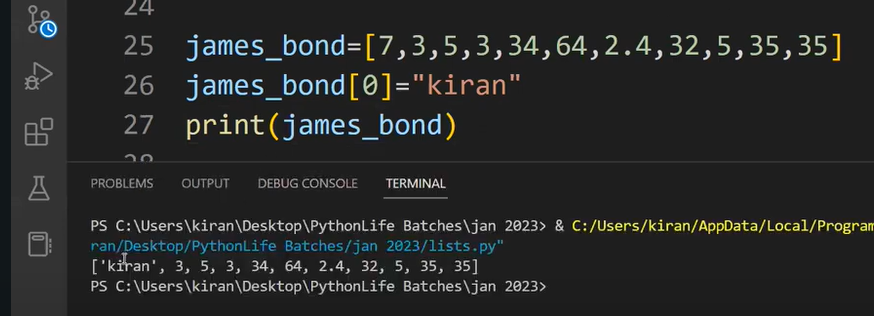 24
25 james_bond=[7,3,5,3,34,64,2.4,32,5,35,35]
26 james_bond[0]="kiran"
27 print(james_bond)
28
PROBLEMS OUTPUT DEBUG CONSOLE TERMINAL
PS C:\Users\kiran\Desktop\PythonLife Batches\jan 2023> & C:/Users/kiran/AppData/Local/Program
ran/Desktop/PythonLife Batches/jan 2023/lists.py"
['kiran', 3, 5, 3, 34, 64, 2.4, 32, 5, 35, 35]
PS C:\Users\kiran\Desktop\PythonLife Batches\jan 2023>